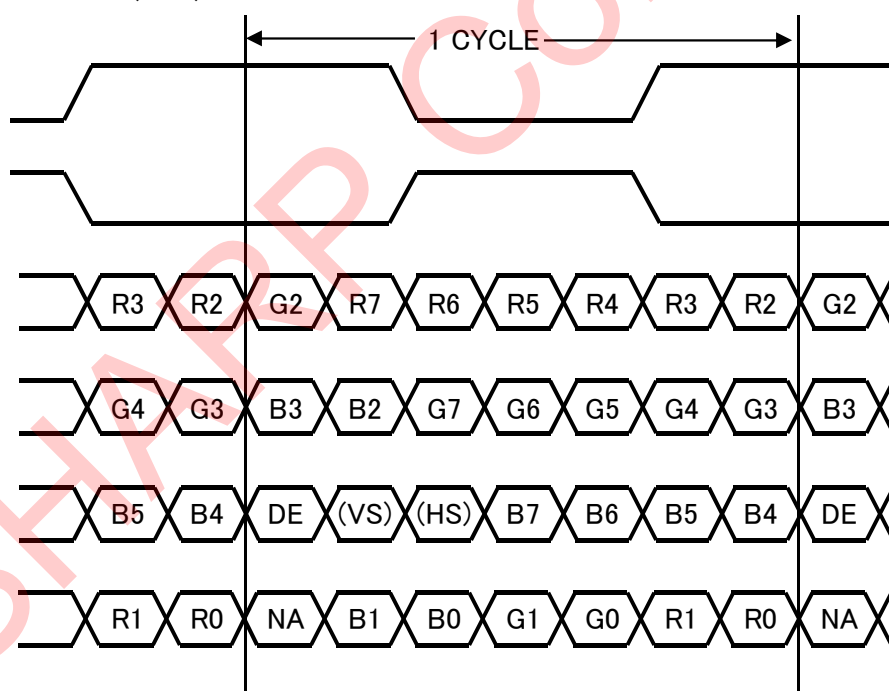 1 CYCLE
R3 R2 G2 R7 R6 R5 R4 R3 R2 G2
G4 G3 B3 B2 G7 G6 G5 G4 G3 B3
B5 B4 DE (VS) (HS) B7 B6 B5 B4 DE
R1 R0 NA B1 B0 G1 G0 R1 R0 NA
SHARP Co